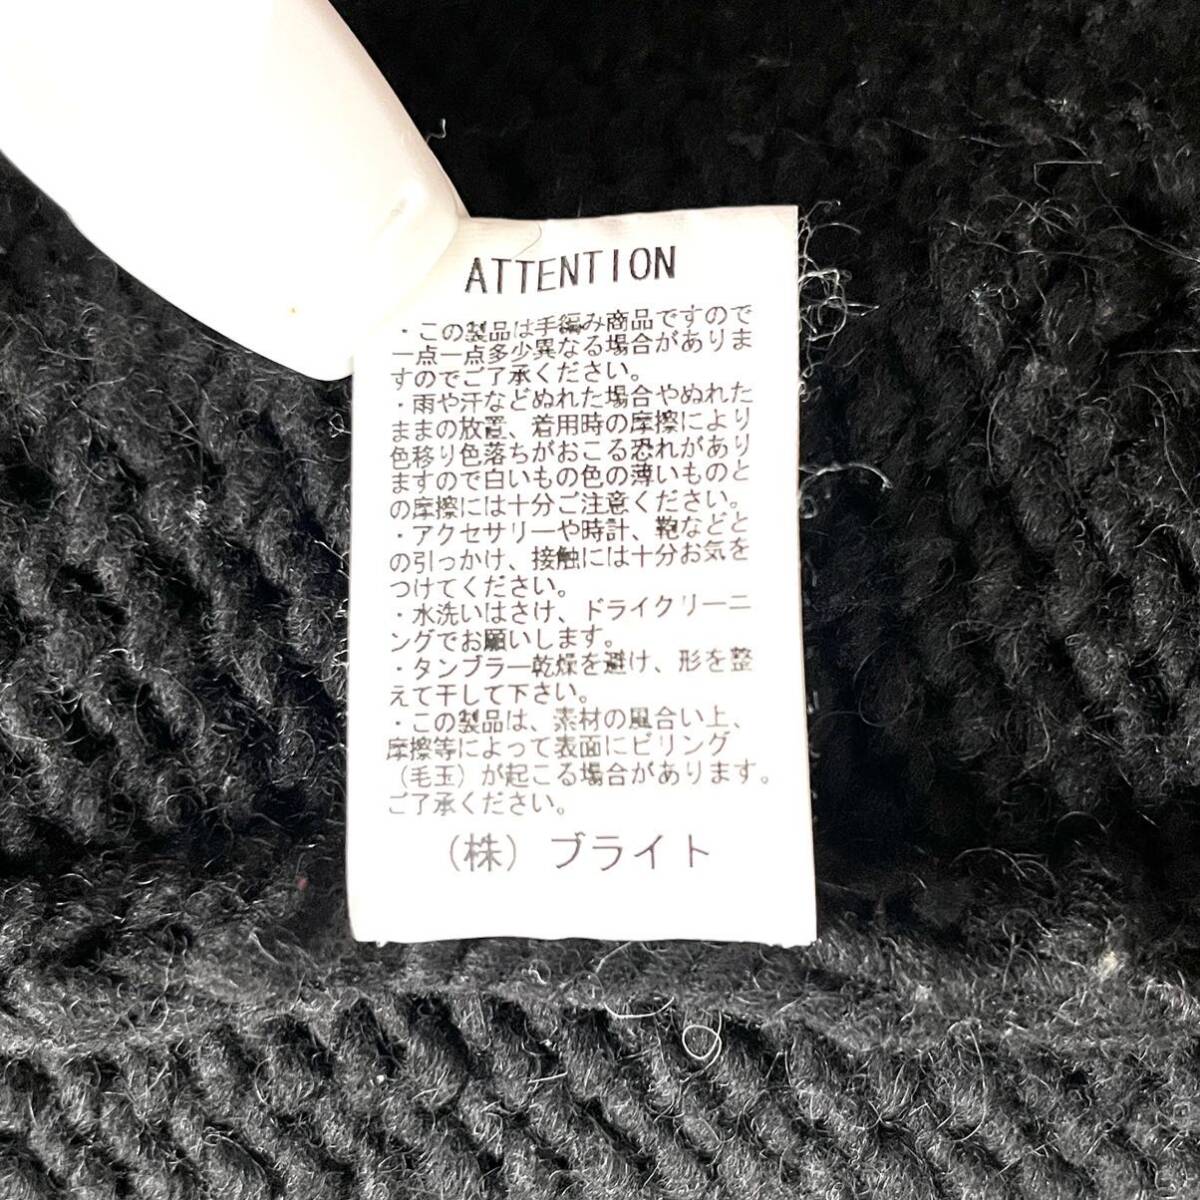 ATTENTION
・この製品は手編み商品ですので
一点一点多少異なる場合がありま
すのでご了承ください。
・雨や汗などぬれた場合やぬれた
ままの放置、着用時の摩擦により
色移り色落ちがおこる恐れがあり
ますので白いもの色の薄いものと
の摩擦には十分ご注意ください。
・アクセサリーや時計、鞄などと
の引っかけ、接触には十分お気を
つけてください。
・水洗いはさけ、ドライクリーニ
ングでお願いします。
・タンブラー乾燥を避け、形を整
えて干して下さい。
・この製品は、素材の風合い上、
摩擦等によって表面にピリング
（毛玉）が起こる場合があります。
ご了承ください。
（株）ブライト